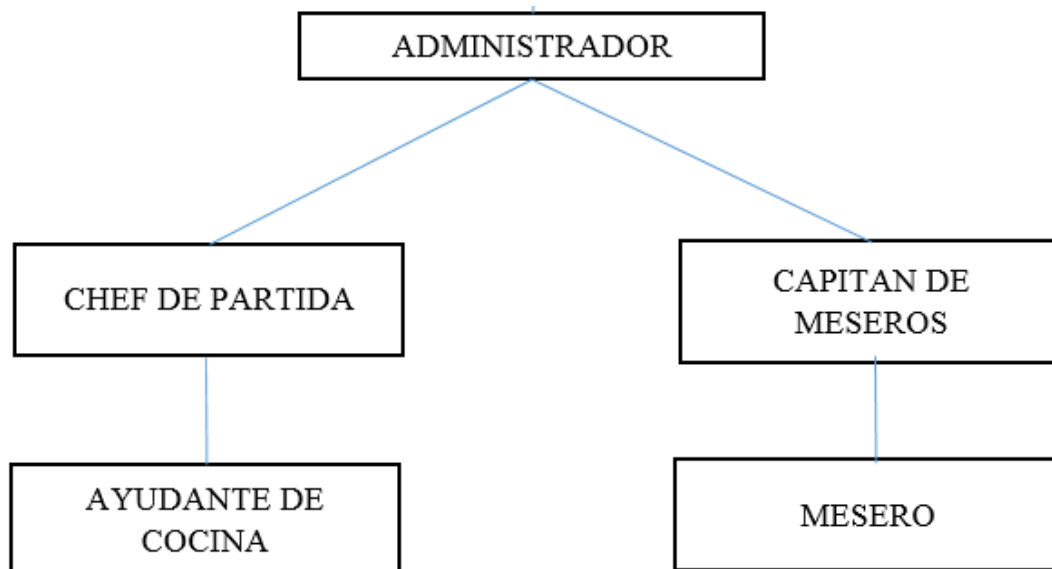 ADMINISTRADOR
CHEF DE PARTIDA
CAPITAN DE
MESEROS
AYUDANTE DE
COCINA
MESERO